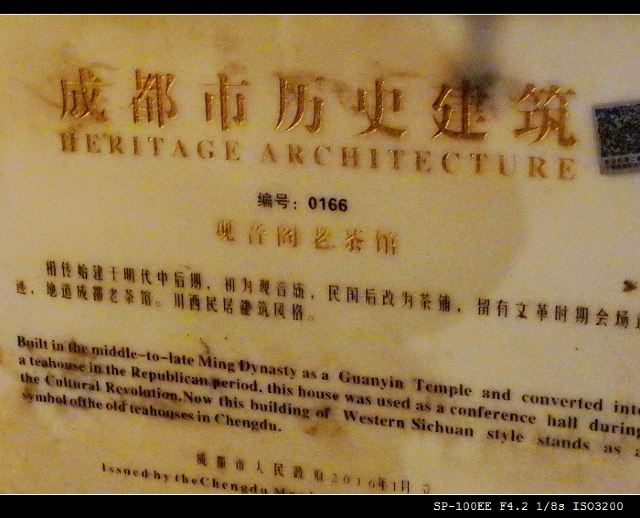 成都市历史建筑
HERITAGE ARCHITECTURE
编号：0166
观音阁老茶馆
相传始建于明代中后期，初为观音庙，民国后改为茶铺，留有文革时期会场
迹，地道成都老茶馆。川西民居建筑风格。
Built in the middle-to-late Ming Dynasty as a Guanyin Temple and converted into
a teahouse in the Republican period, this house was used as a conference hall during
the Cultural Revolution.Now this building of Western Sichuan style stands as a
symbol ofthe old teahouses in Chengdu.
成都市人民政府2016年1月立
Issued by the Chengdu
SP-100EE F4.2 1/8s ISO3200